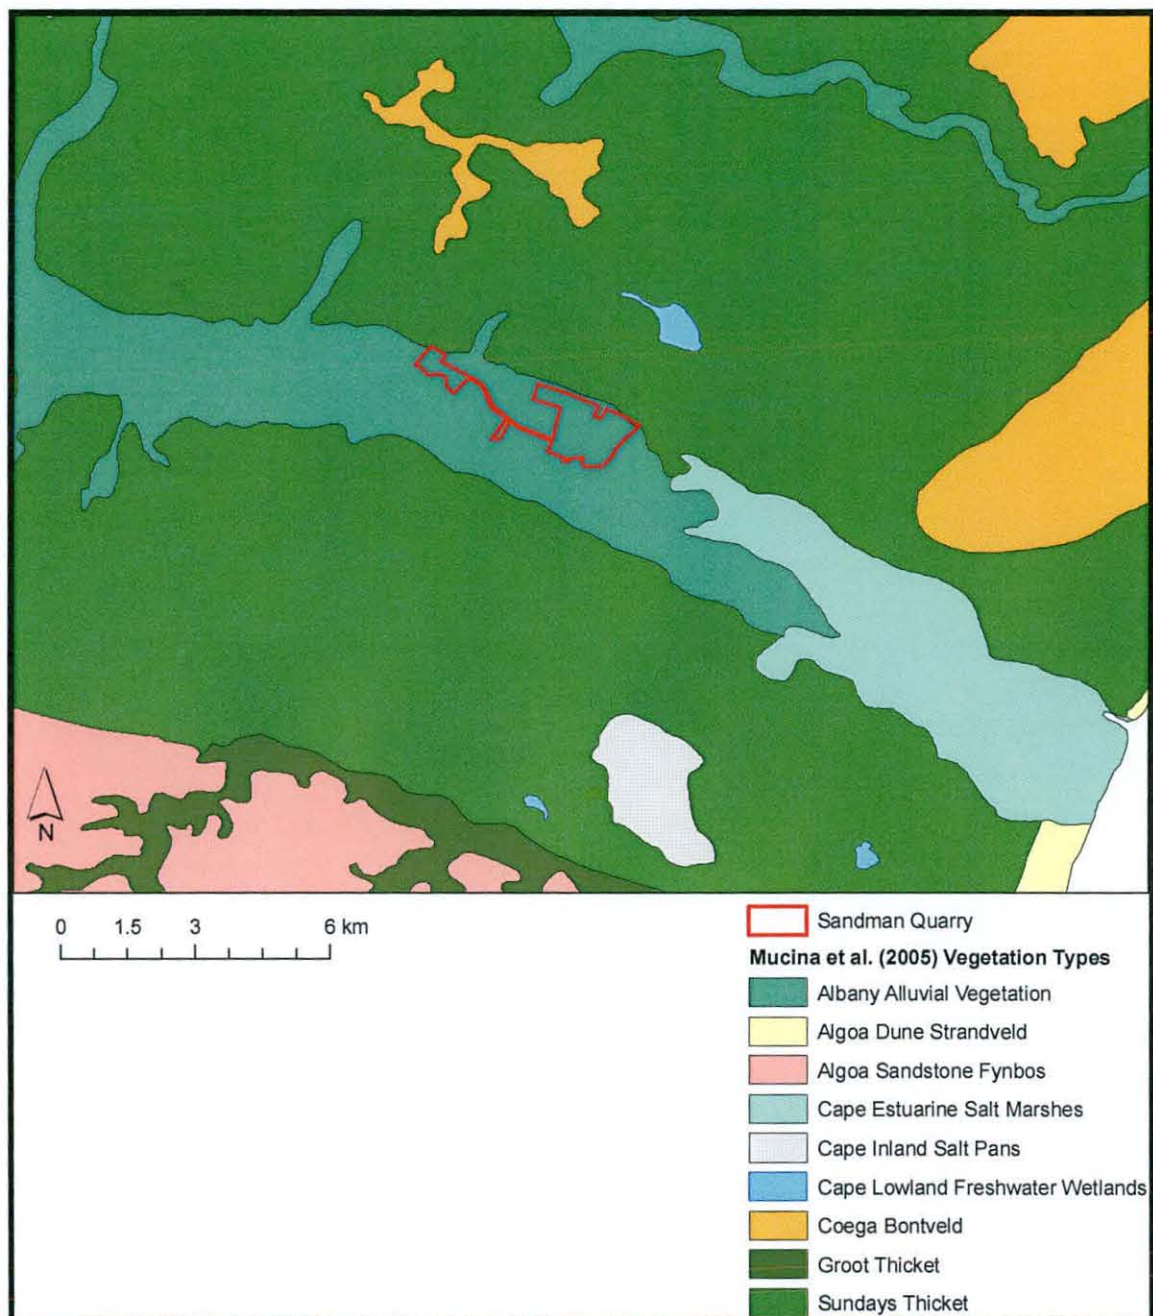 N
0 1.5 3 6 km
Sandman Quarry
Mucina et al. (2005) Vegetation Types
Albany Alluvial Vegetation
Algoa Dune Strandveld
Algoa Sandstone Fynbos
Cape Estuarine Salt Marshes
Cape Inland Salt Pans
Cape Lowland Freshwater Wetlands
Coega Bontveld
Groot Thicket
Sundays Thicket